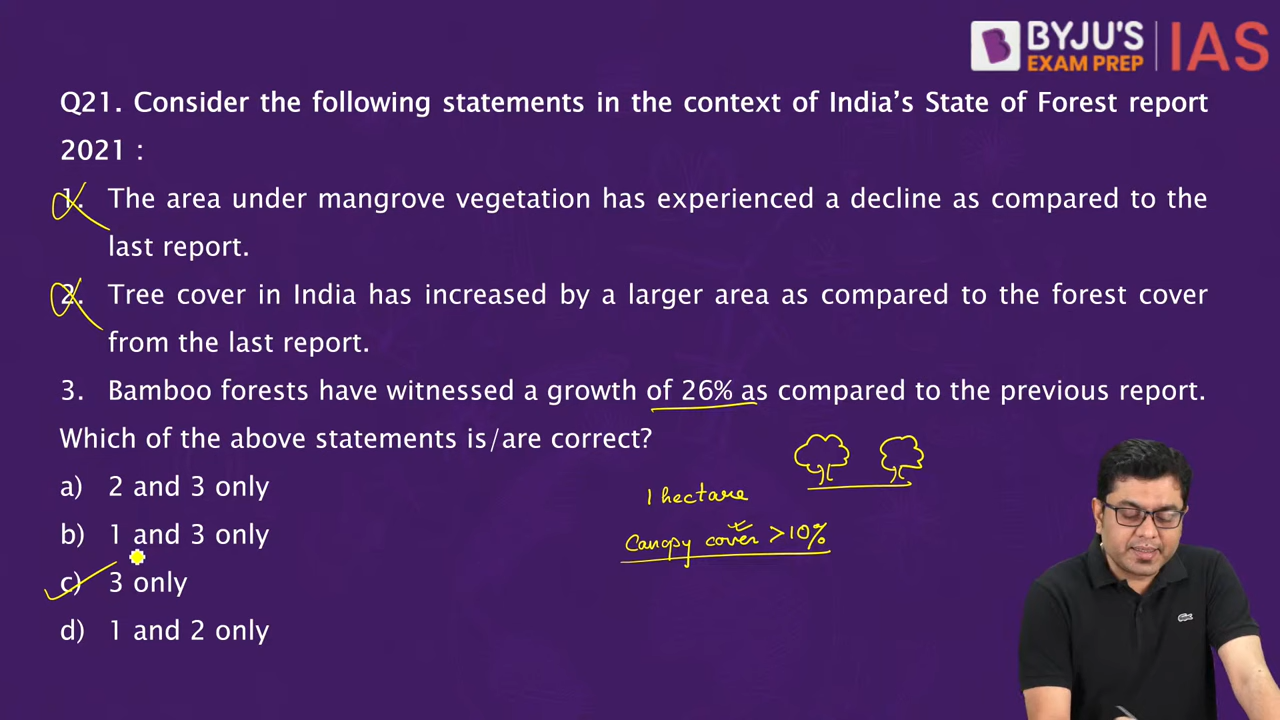 BYJU'S
EXAM PREP
IAS
Q21. Consider the following statements in the context of India's State of Forest report
2021 :
1. The area under mangrove vegetation has experienced a decline as compared to the
last report.
2. Tree cover in India has increased by a larger area as compared to the forest cover
from the last report.
3. Bamboo forests have witnessed a growth of 26% as compared to the previous report.
Which of the above statements is/are correct?
a) 2 and 3 only
1 hectare
b) 1 and 3 only
Canopy cover >10%
c) 3 only
d) 1 and 2 only